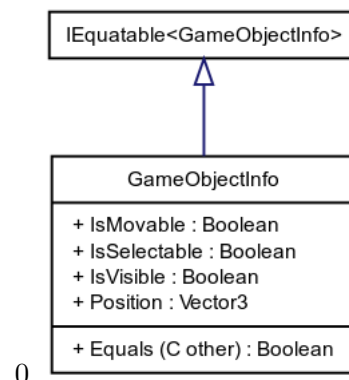 IEquatable<GameObjectInfo>
GameObjectInfo
+ IsMovable : Boolean
+ IsSelectable : Boolean
+ IsVisible : Boolean
+ Position : Vector3
+ Equals (C other) : Boolean
0